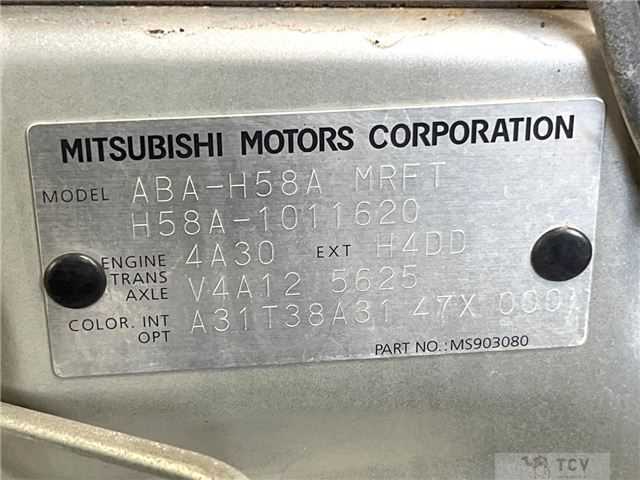 MITSUBISHI MOTORS CORPORATION
MODEL ABA-H58A MRFT
H58A-1011620
ENGINE 4A30 EXT H4DD
TRANS
AXLE V4A12 5625
COLOR. INT A31T38A31 47X 000
OPT
PART NO.:MS903080
TCV